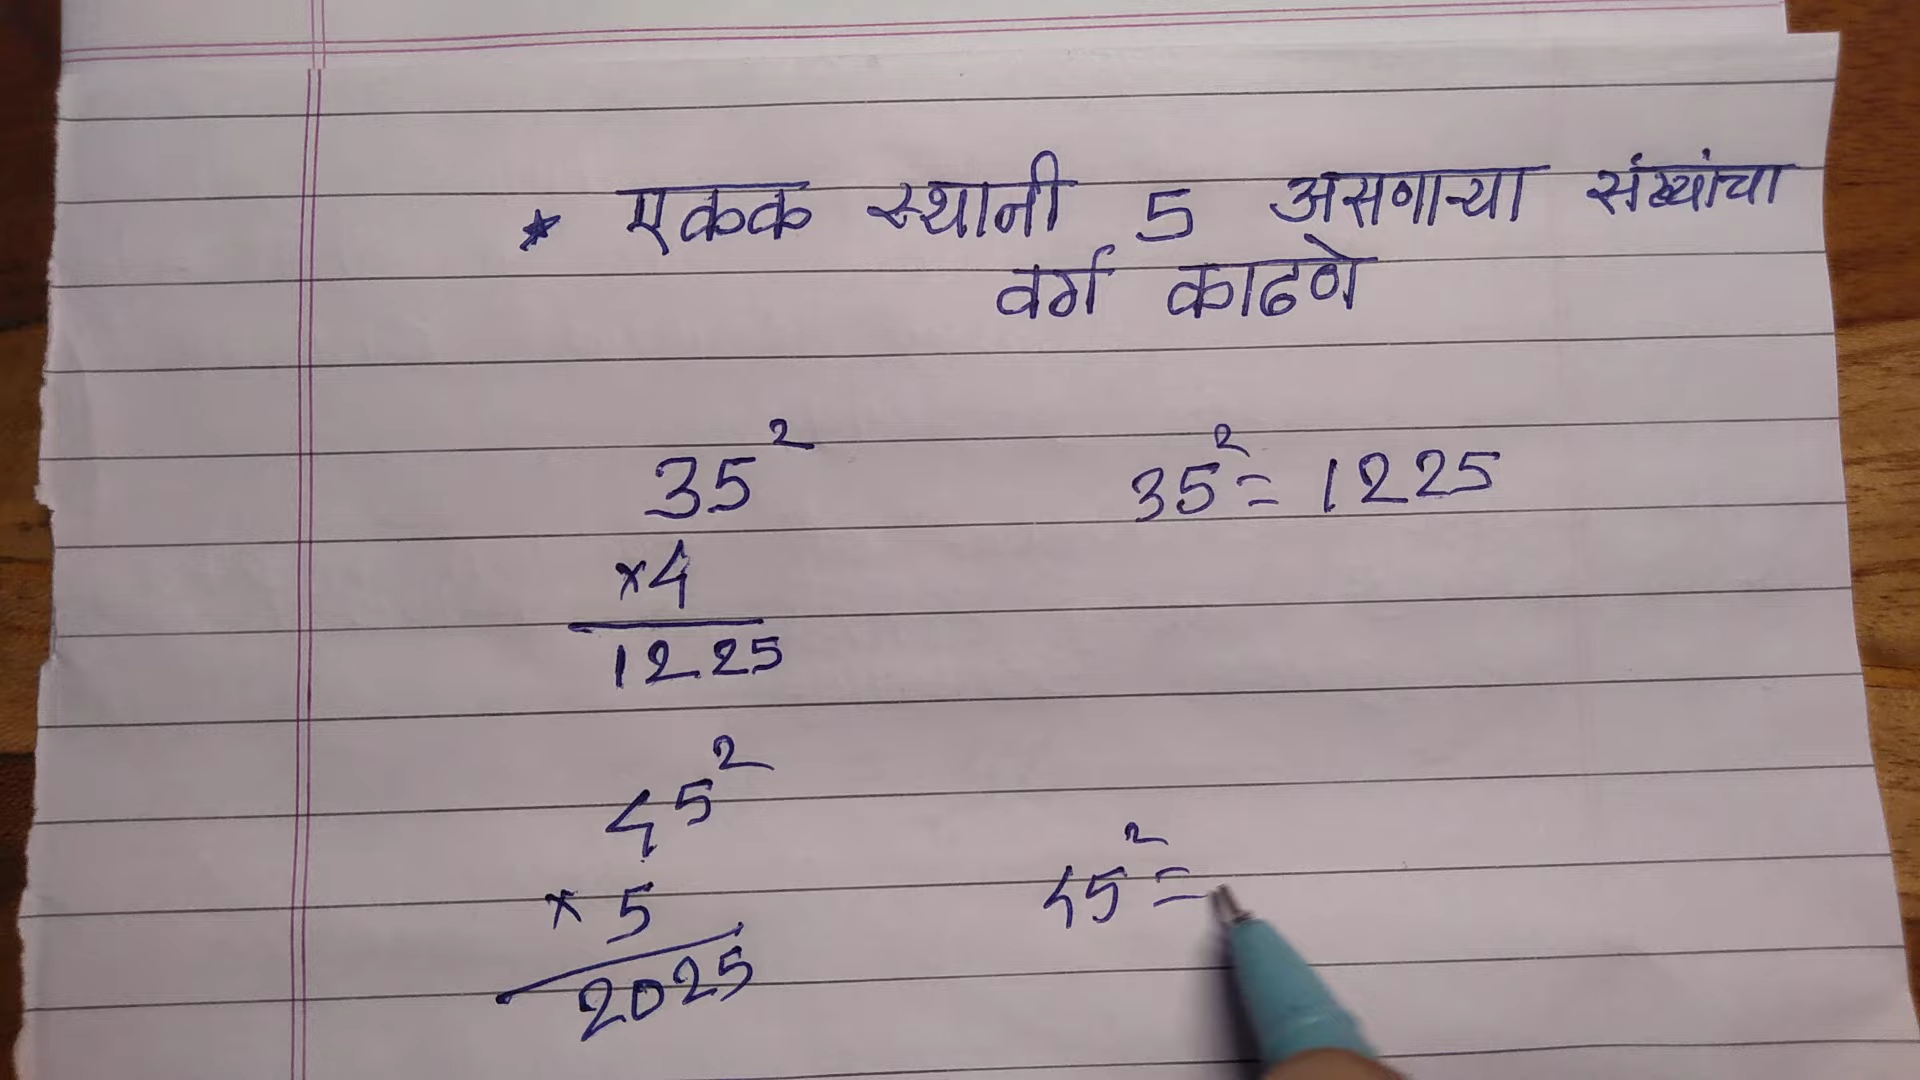 * एकक स्थानी 5 असणाऱ्या संख्यांचा
वर्ग काढणे
35² 35² = 1225
×4
1225
45²
45² =
× 5
2025